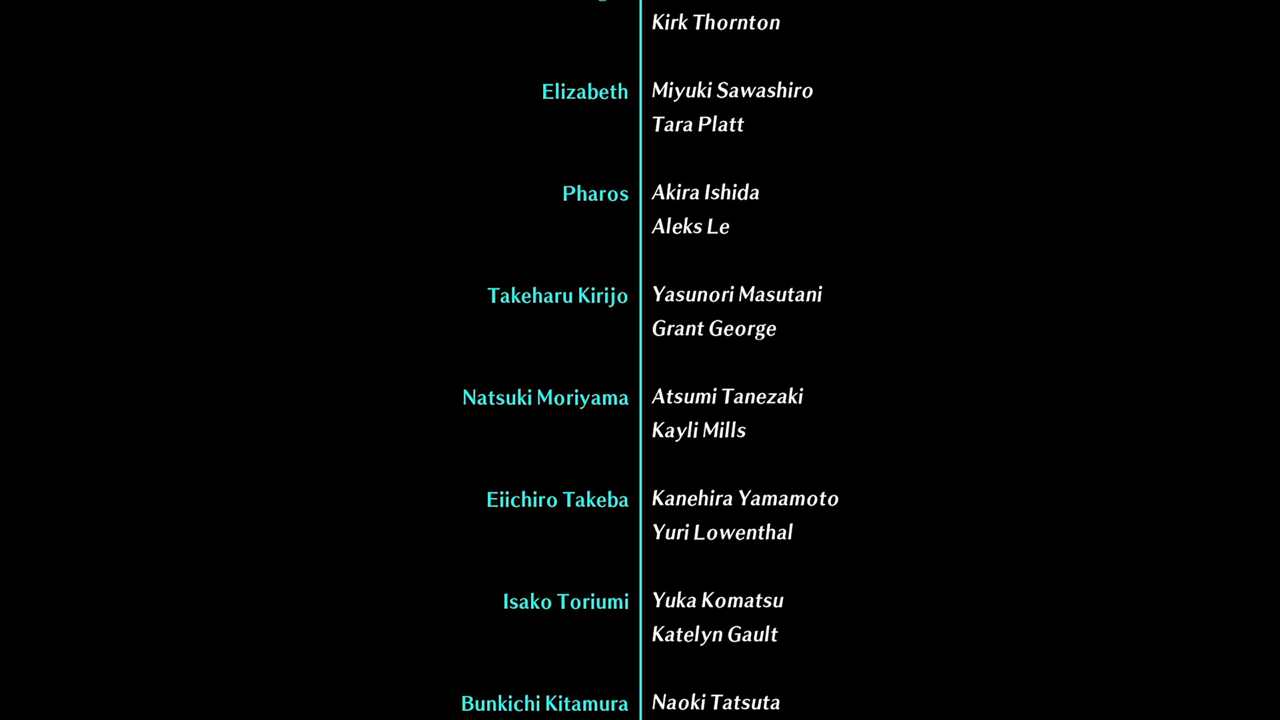 Kirk Thornton
Elizabeth Miyuki Sawashiro
Tara Platt
Pharos Akira Ishida
Aleks Le
Takeharu Kirijo Yasunori Masutani
Grant George
Natsuki Moriyama Atsumi Tanezaki
Kayli Mills
Eiichiro Takeba Kanehira Yamamoto
Yuri Lowenthal
Isako Toriumi Yuka Komatsu
Katelyn Gault
Bunkichi Kitamura Naoki Tatsuta